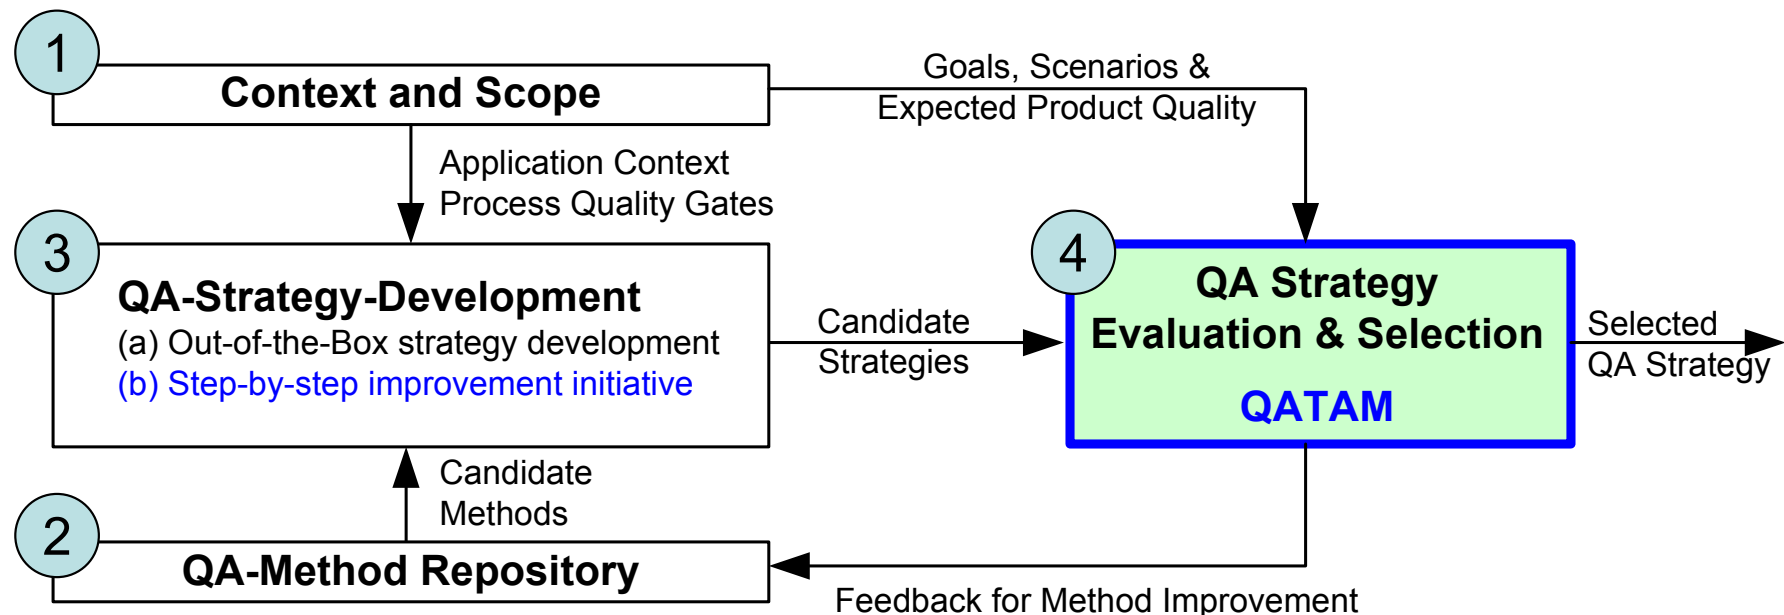 1
Context and Scope
Goals, Scenarios &
Expected Product Quality
Application Context
Process Quality Gates
3
QA-Strategy-Development
(a) Out-of-the-Box strategy development
(b) Step-by-step improvement initiative
Candidate
Strategies
4
QA Strategy
Evaluation & Selection
QATAM
Selected
QA Strategy
Candidate
Methods
2
QA-Method Repository
Feedback for Method Improvement